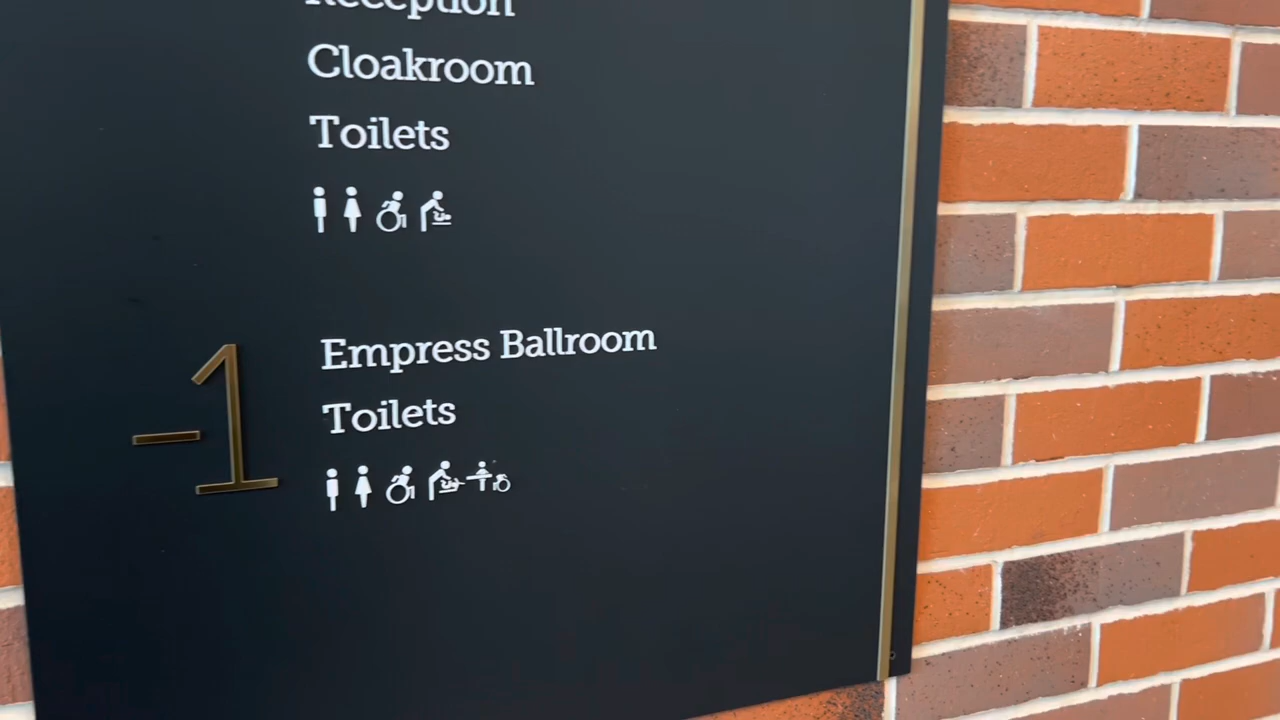 Reception
Cloakroom
Toilets
-1
Empress Ballroom
Toilets